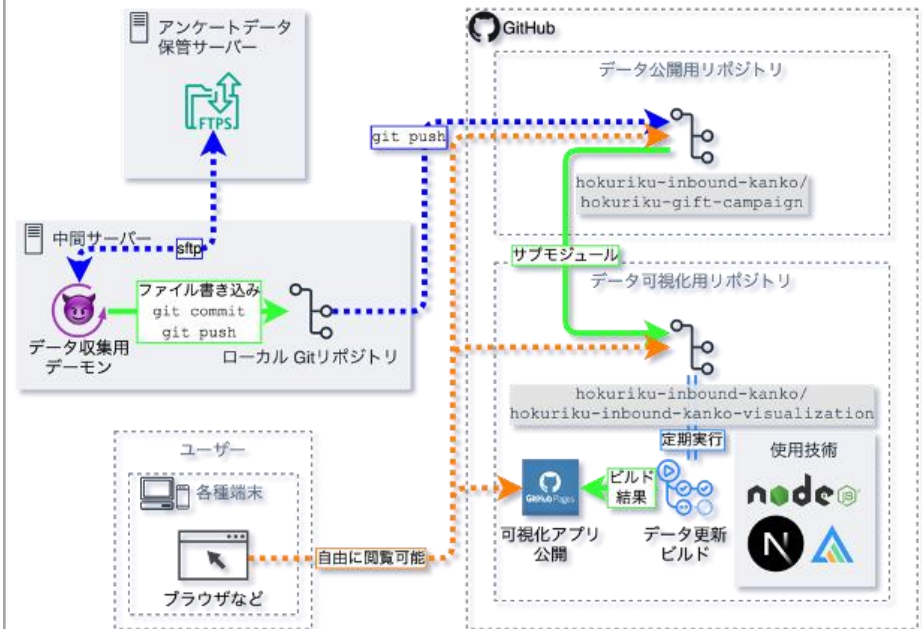 アンケートデータ
保管サーバー
FTPS
GitHub
データ公開用リポジトリ
git push
hokuriku-inbound-kanko/
hokuriku-gift-campaign
中間サーバー
sftp
サブモジュール
ファイル書き込み
git commit
git push
データ収集用
デーモン
ローカル Gitリポジトリ
データ可視化用リポジトリ
hokuriku-inbound-kanko/
hokuriku-inbound-kanko-visualization
定期実行
使用技術
ユーザー
各種端末
ブラウザなど
自由に閲覧可能
GitHub Pages
可視化アプリ
公開
ビルド
結果
データ更新
ビルド
node
JS
N